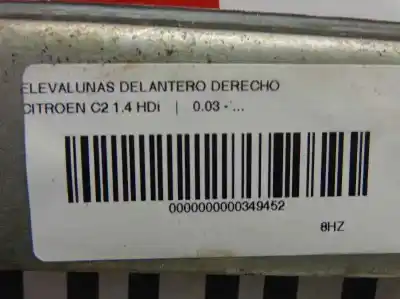 ELEVALUNAS DELANTERO DERECHO
CITROEN C2 1.4 HDi | 0.03 - ...
0000000000349452
8HZ